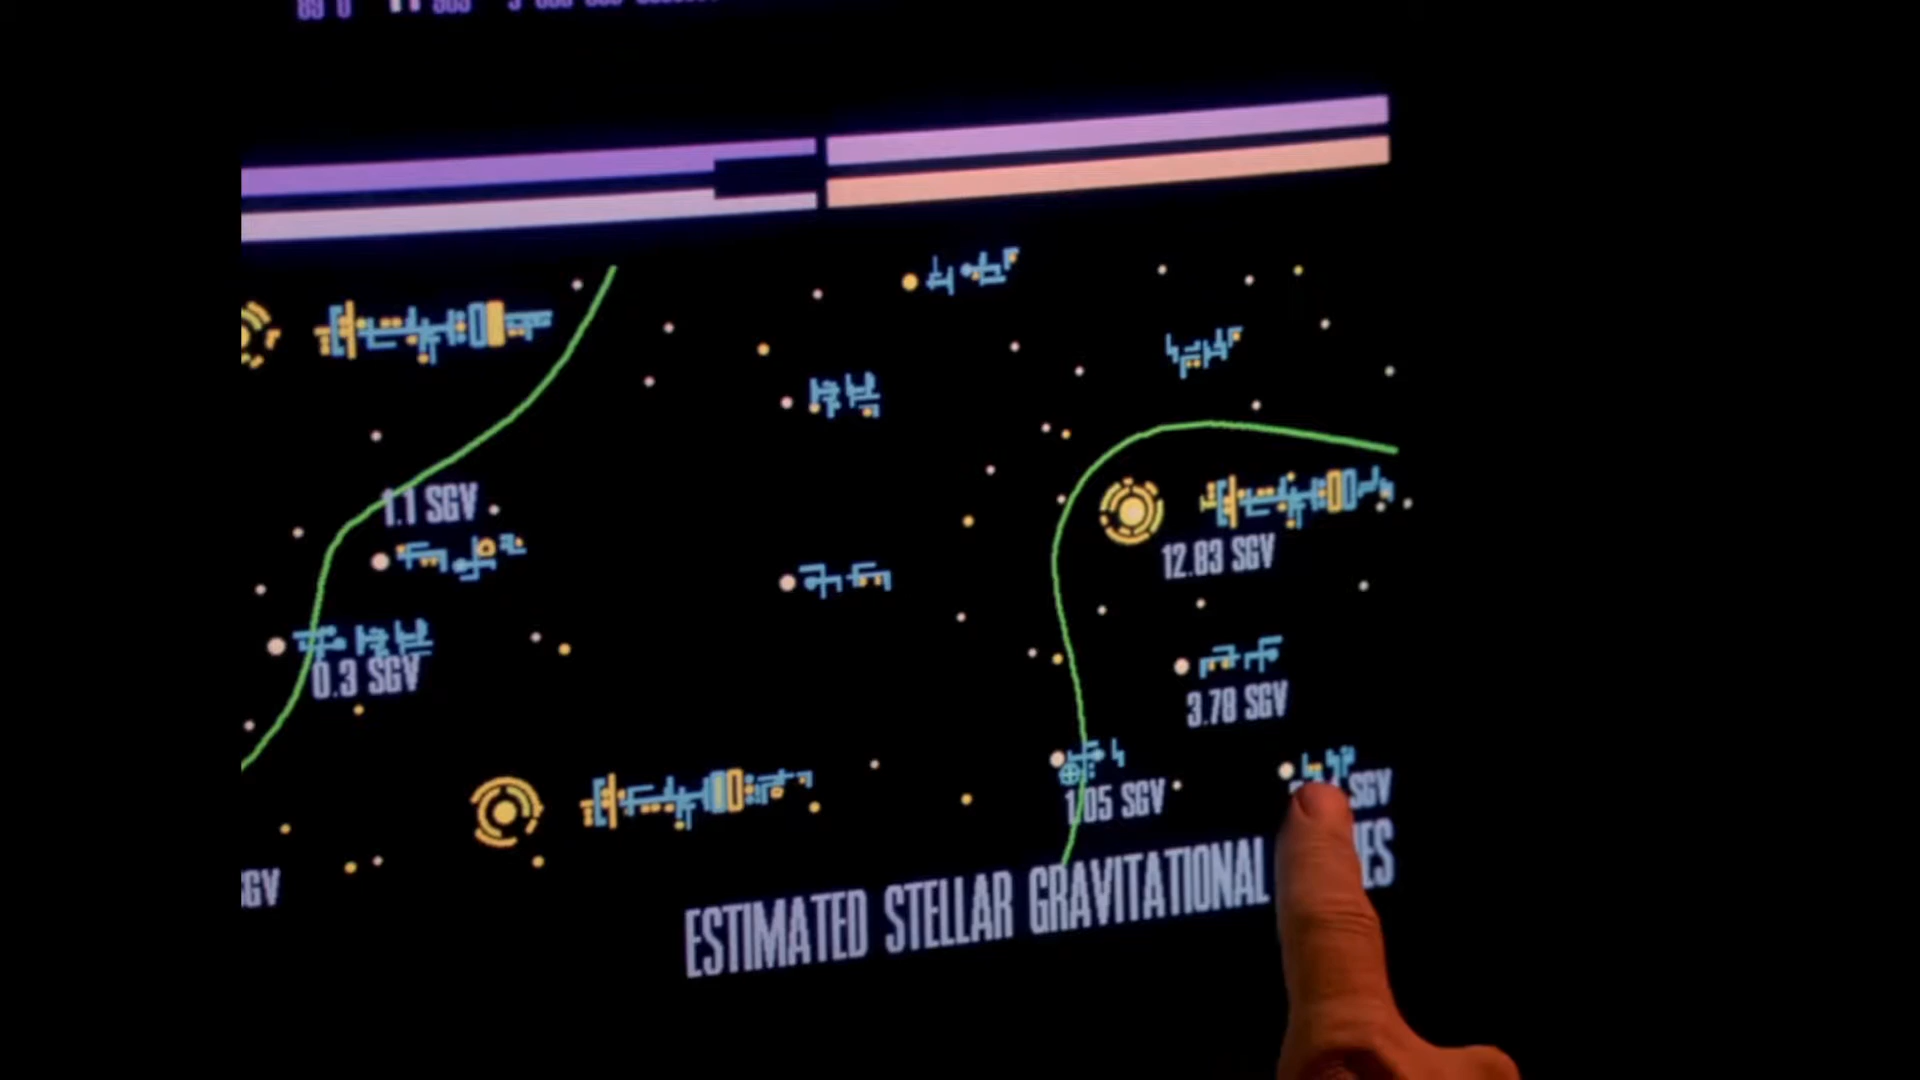 1.1 SGV
12.83 SGV
0.3 SGV
3.78 SGV
1.05 SGV
SGV
ESTIMATED STELLAR GRAVITATIONAL